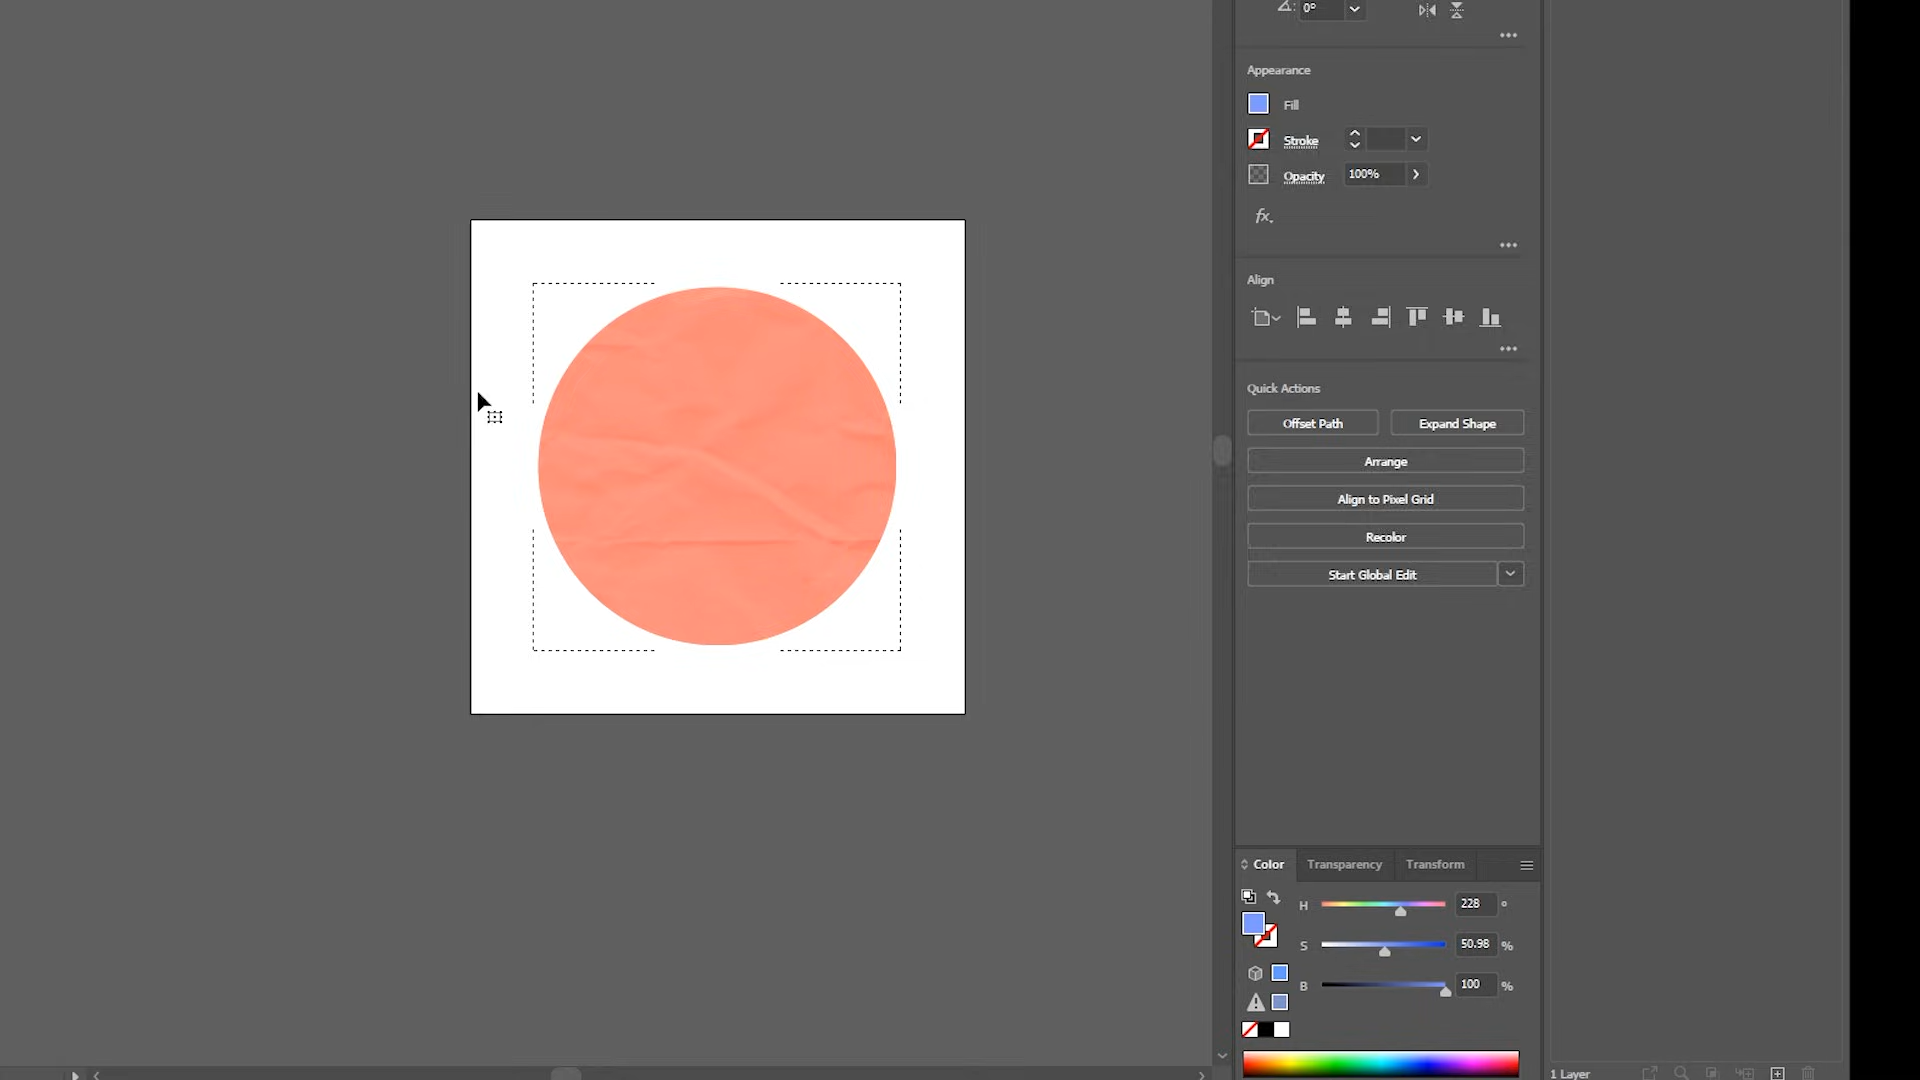 0°
Appearance
Fill
Stroke
Opacity
100%
fx.
Align
Quick Actions
Offset Path
Expand Shape
Arrange
Align to Pixel Grid
Recolor
Start Global Edit
Color
Transparency
Transform
H
228
°
S
50.98
%
B
100
%
1 Layer